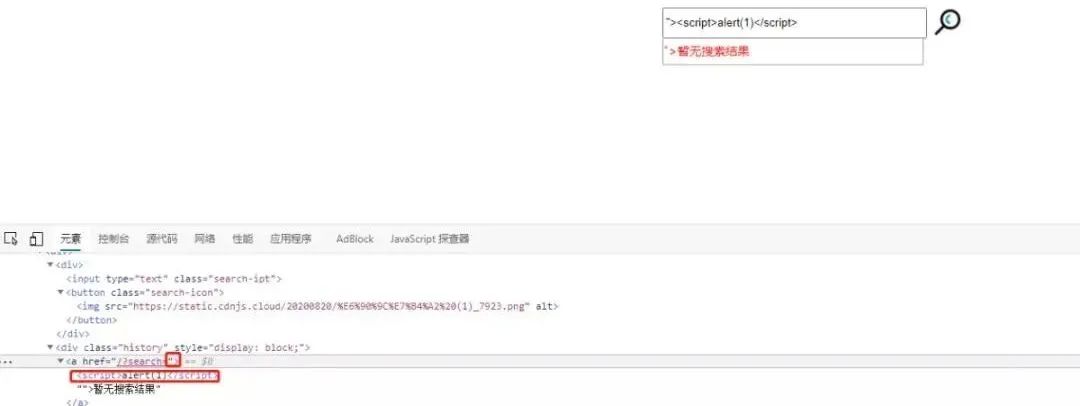 "><script>alert(1)</script>
">暂无搜索结果
元素 控制台 源代码 网络 性能 应用程序 AdBlock JavaScript 探查器
▼<div>
<input type="text" class="search-ipt">
▼<button class="search-icon">
<img src="https://static.cdnjs.cloud/20200820/%E6%90%9C%E7%B4%A2%20(1)_7923.png" alt>
</button>
</div>
▼<div class="history" style="display: block;">
••• ▼<a href="/?search="> == $0
<script>alert(1)</script>
"">暂无搜索结果"
</a>